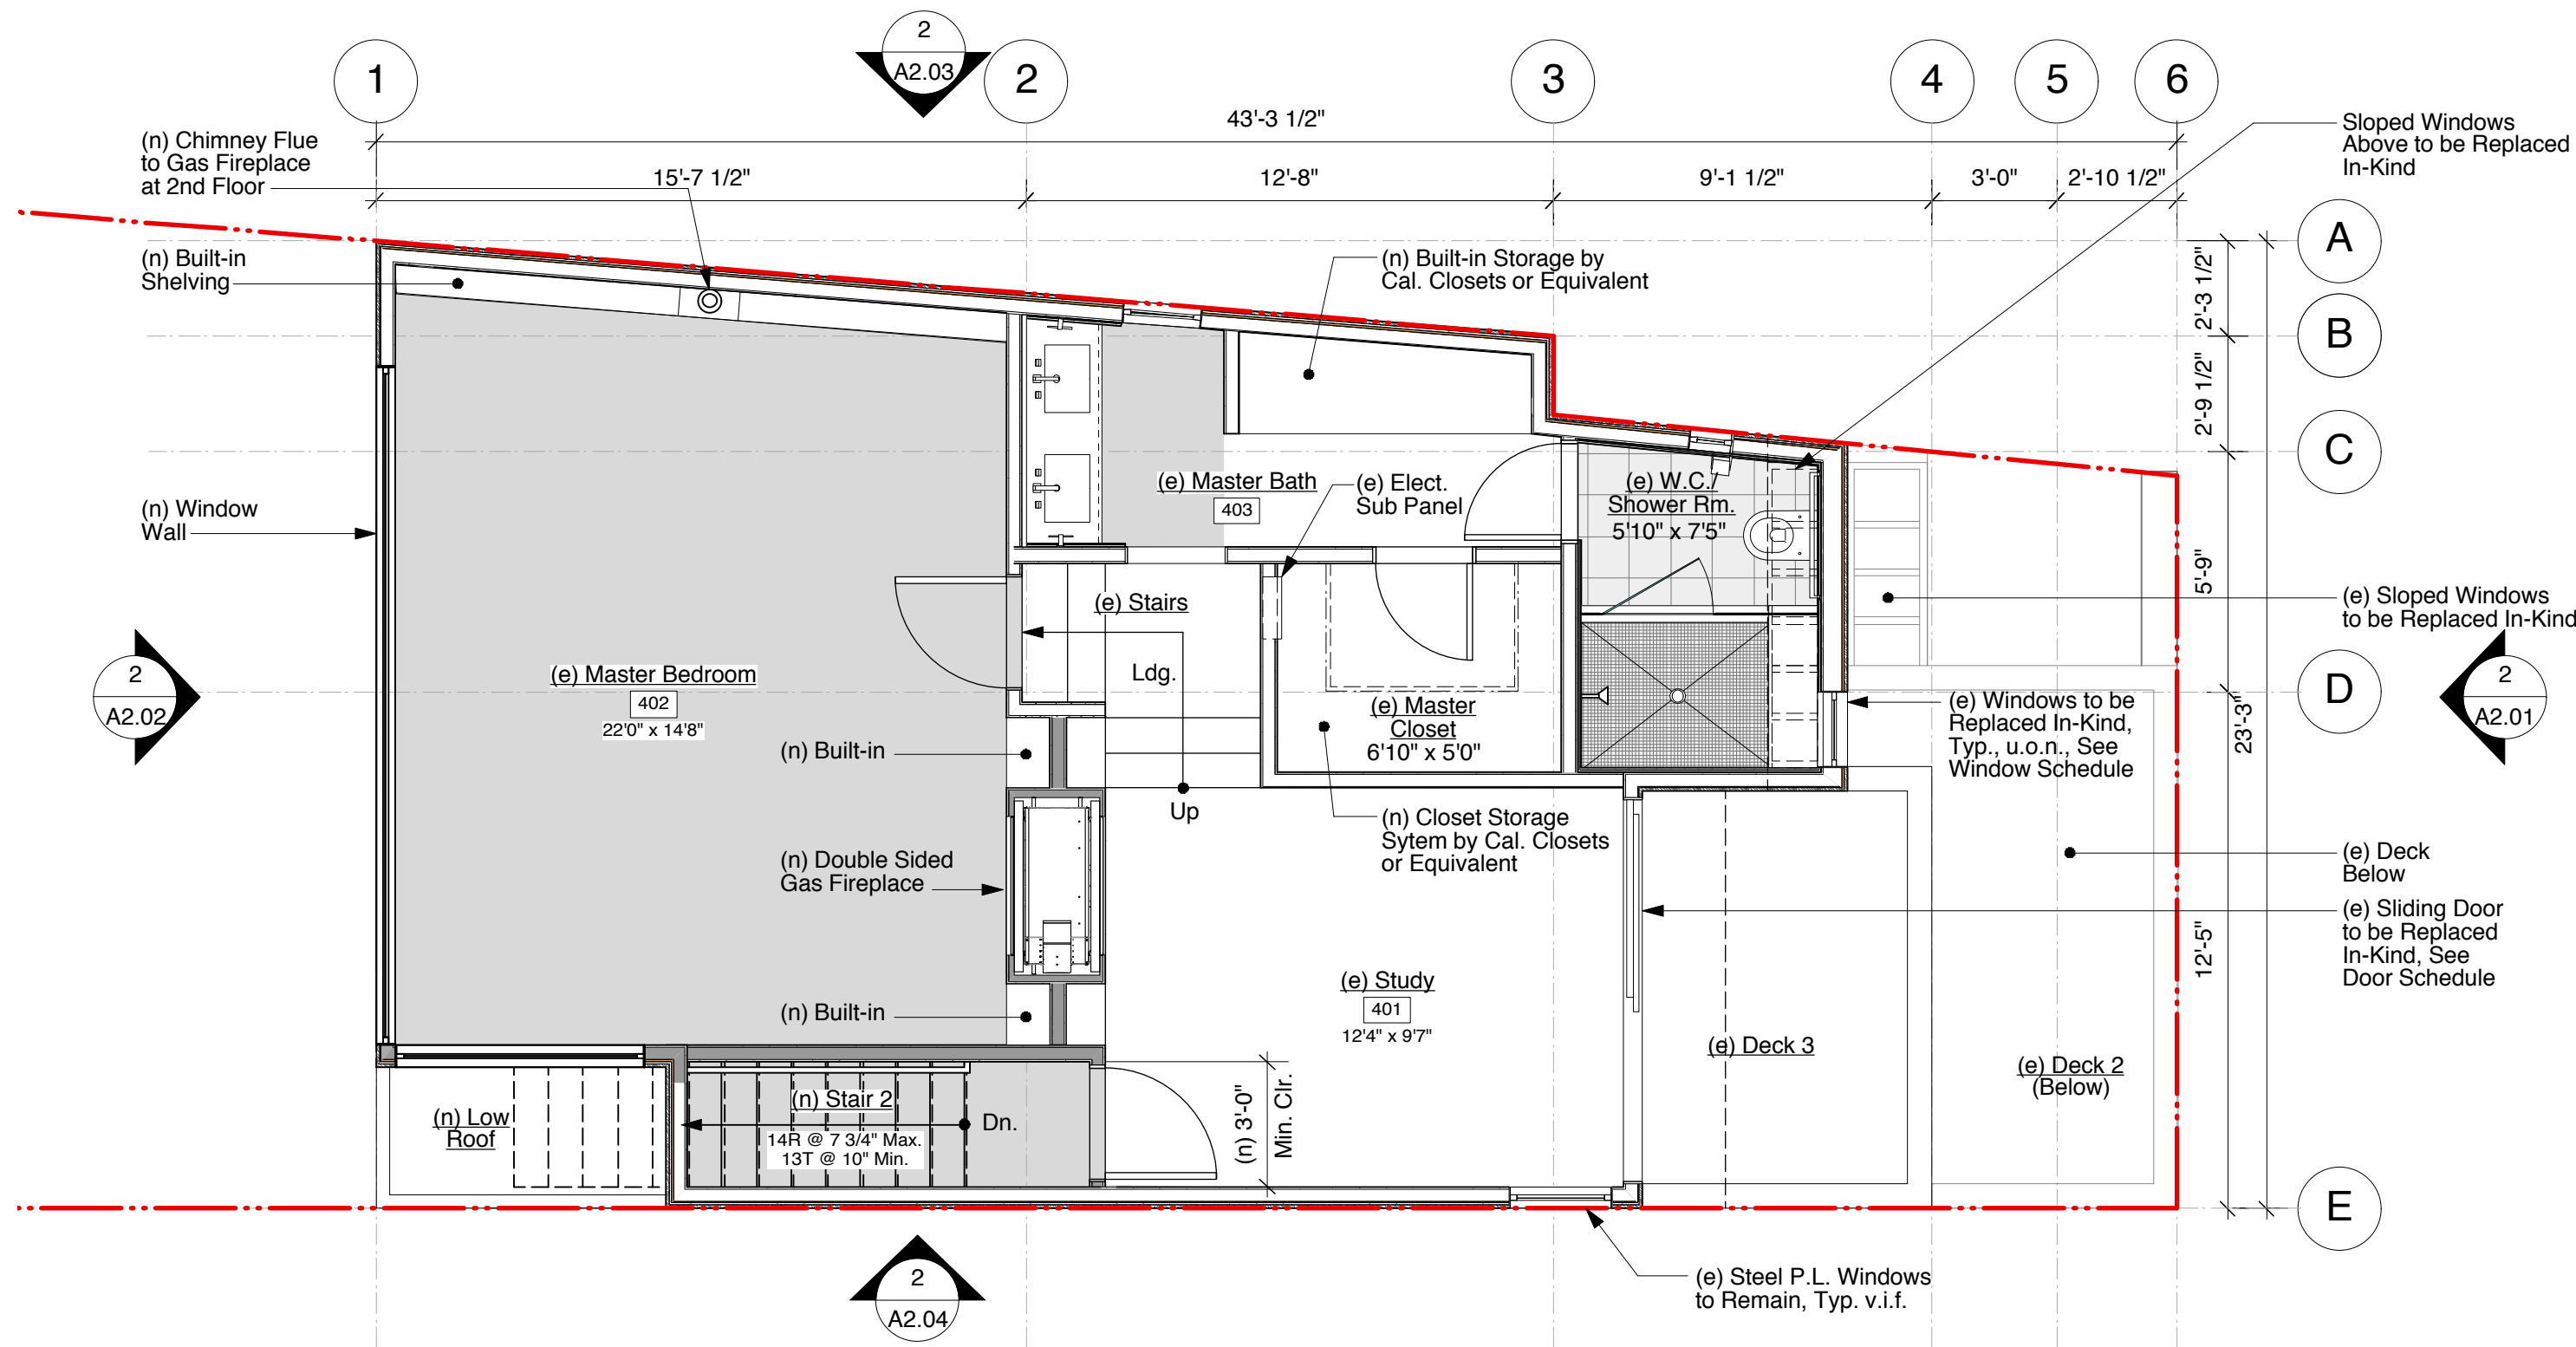 2
A2.03
1
2
3
4
5
6
43'-3 1/2"
15'-7 1/2"
12'-8"
9'-1 1/2"
3'-0"
2'-10 1/2"
(n) Chimney Flue
to Gas Fireplace
at 2nd Floor
Sloped Windows
Above to be Replaced
In-Kind
A
B
C
D
E
2'-3 1/2"
2'-9 1/2"
5'-9"
12'-5"
23'-3"
(n) Built-in
Shelving
(n) Built-in Storage by
Cal. Closets or Equivalent
(n) Window
Wall
(e) Master Bath
403
(e) Elect.
Sub Panel
(e) W.C./
Shower Rm.
5'10" x 7'5"
(e) Sloped Windows
to be Replaced In-Kind
(e) Stairs
Ldg.
Up
2
A2.02
(e) Master Bedroom
402
22'0" x 14'8"
(n) Built-in
(e) Master
Closet
6'10" x 5'0"
(e) Windows to be
Replaced In-Kind,
Typ., u.o.n., See
Window Schedule
2
A2.01
(n) Double Sided
Gas Fireplace
(n) Closet Storage
Sytem by Cal. Closets
or Equivalent
(e) Deck
Below
(e) Sliding Door
to be Replaced
In-Kind, See
Door Schedule
(n) Built-in
(e) Study
401
12'4" x 9'7"
(e) Deck 3
(e) Deck 2
(Below)
(n) Low
Roof
(n) Stair 2
14R @ 7 3/4" Max.
13T @ 10" Min.
Dn.
(n) 3'-0"
Min. Clr.
2
A2.04
(e) Steel P.L. Windows
to Remain, Typ. v.i.f.